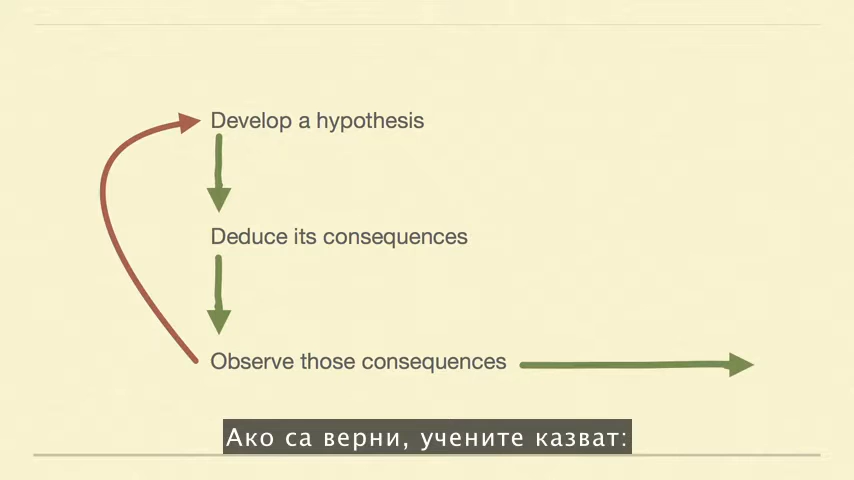 Develop a hypothesis
Deduce its consequences
Observe those consequences
Ако са верни, учените казват: